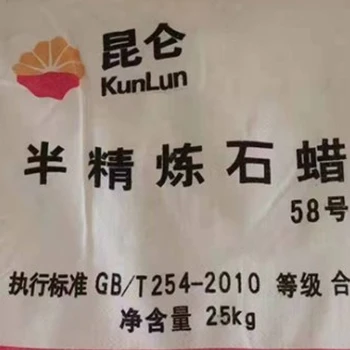 昆仑
KunLun
半精炼石蜡
58号
执行标准 GB/T254-2010 等级 合
净含量 25kg